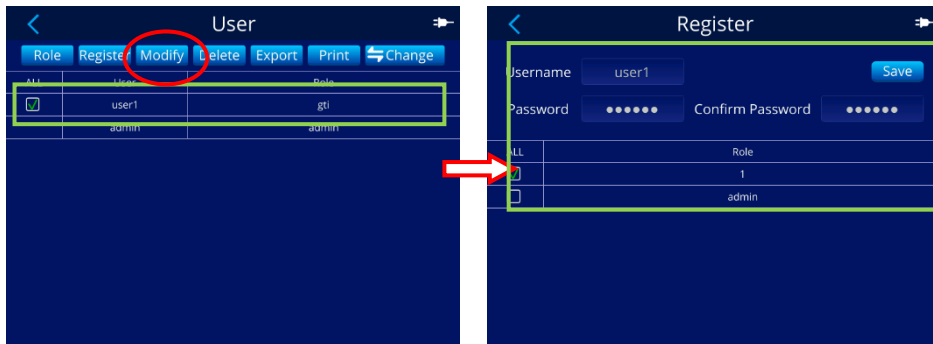 User
Role Register Modify Delete Export Print Change
ALL User Role
user1 gti
admin admin
Register
Username user1 Save
Password ●●●●●● Confirm Password ●●●●●●
ALL Role
1
admin